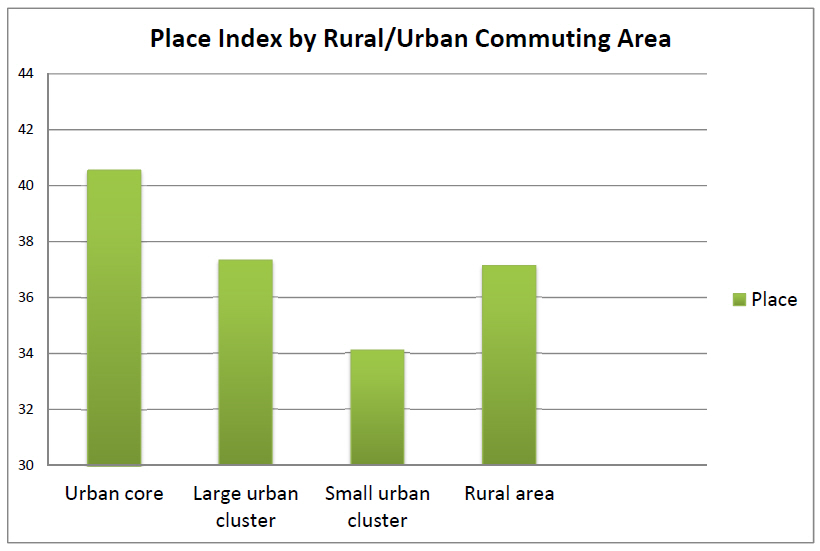 Place Index by Rural/Urban Commuting Area
44
42
40
38
36
34
32
30
Urban core
Large urban
cluster
Small urban
cluster
Rural area
Place